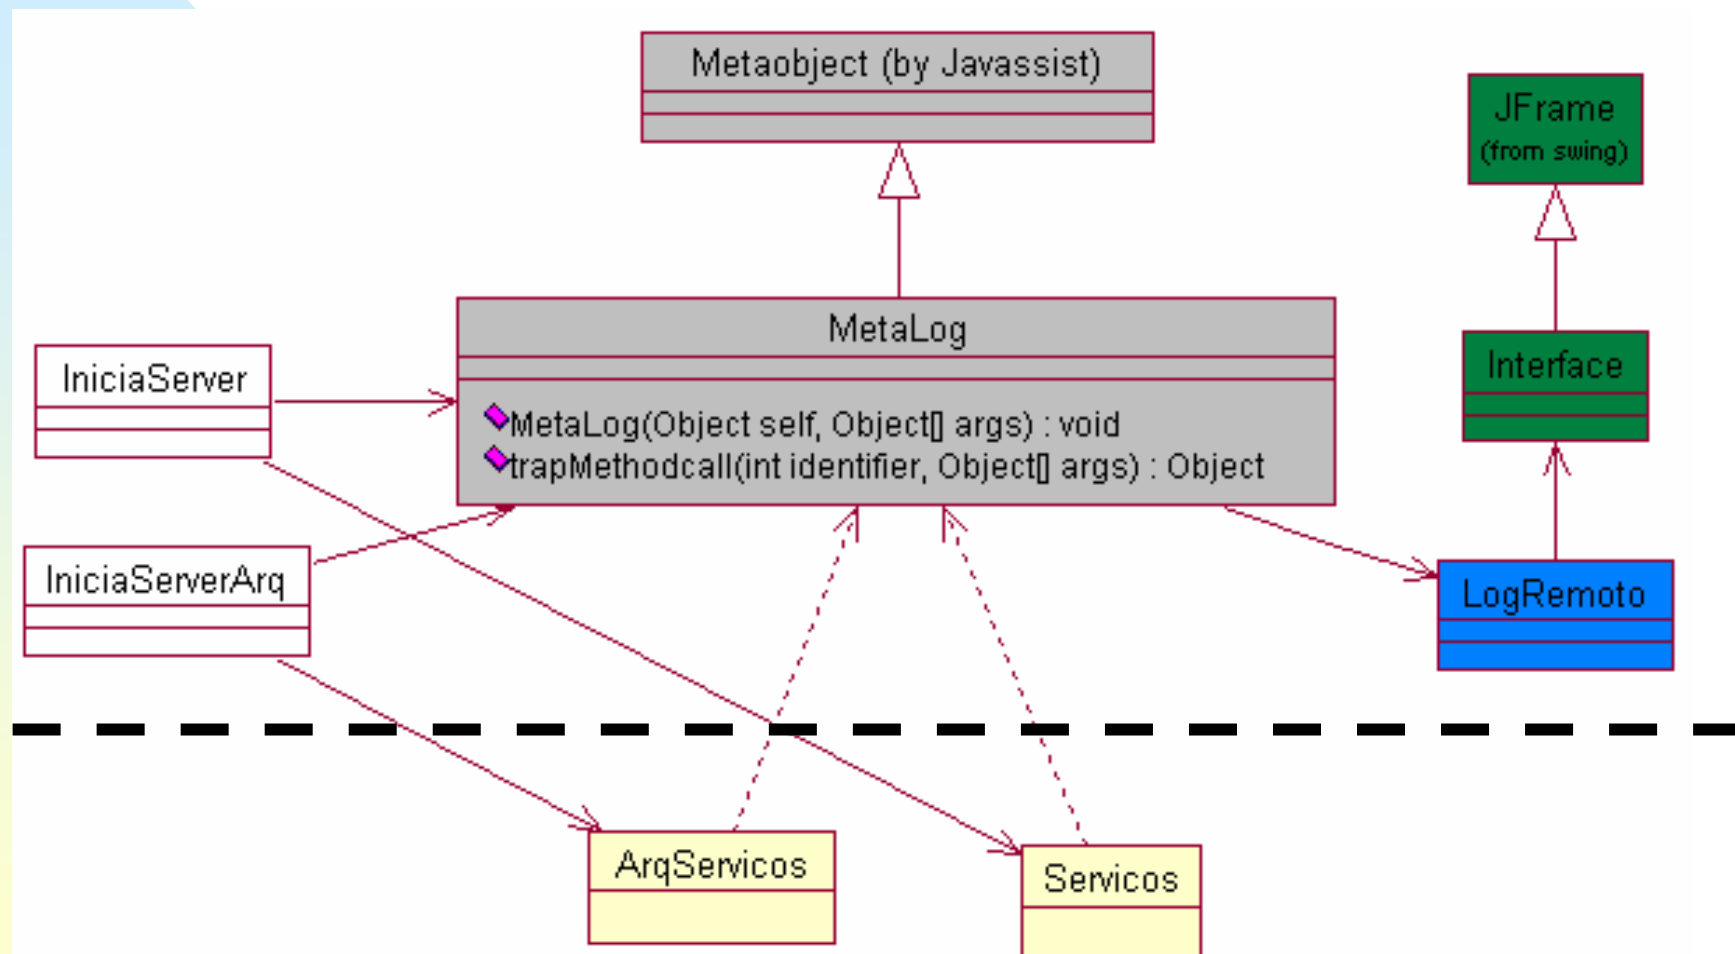 Metaobject (by Javassist)
JFrame
(from swing)
MetaLog
MetaLog(Object self, Object[] args) : void
trapMethodcall(int identifier, Object[] args) : Object
Interface
IniciaServer
IniciaServerArq
LogRemoto
ArqServicos
Servicos